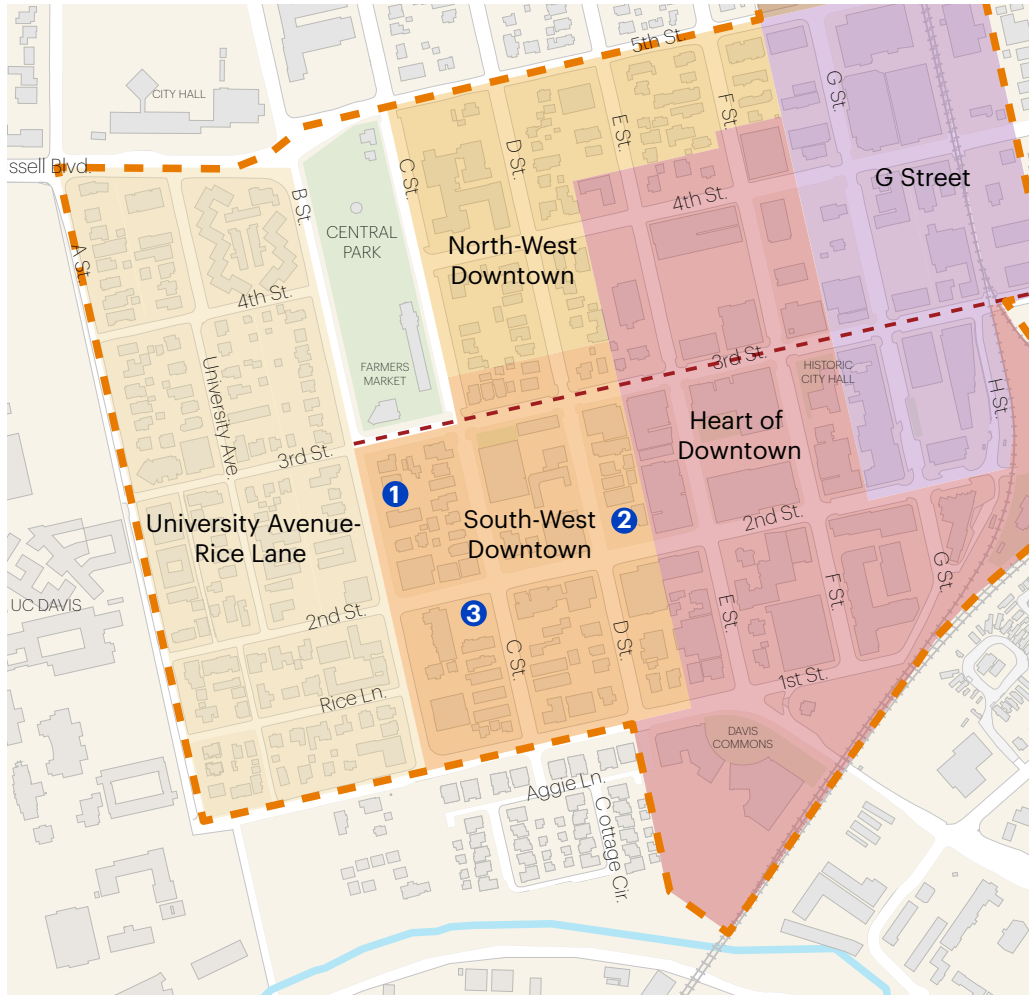 5th St.
G St.
CITY HALL
F St.
E St.
D St.
C St.
ssell Blvd.
G Street
B St.
4th St.
CENTRAL
PARK
A St.
North-West
Downtown
4th St.
3rd St.
FARMERS
MARKET
HISTORIC
CITY HALL
University Ave.
H St.
Heart of
Downtown
3rd St.
1
University Avenue-
Rice Lane
South-West
Downtown
2
2nd St.
UC DAVIS
2nd St.
3
G St.
F St.
E St.
D St.
C St.
1st St.
Rice Ln.
DAVIS
COMMONS
Aggie Ln.
Cottage Cir.